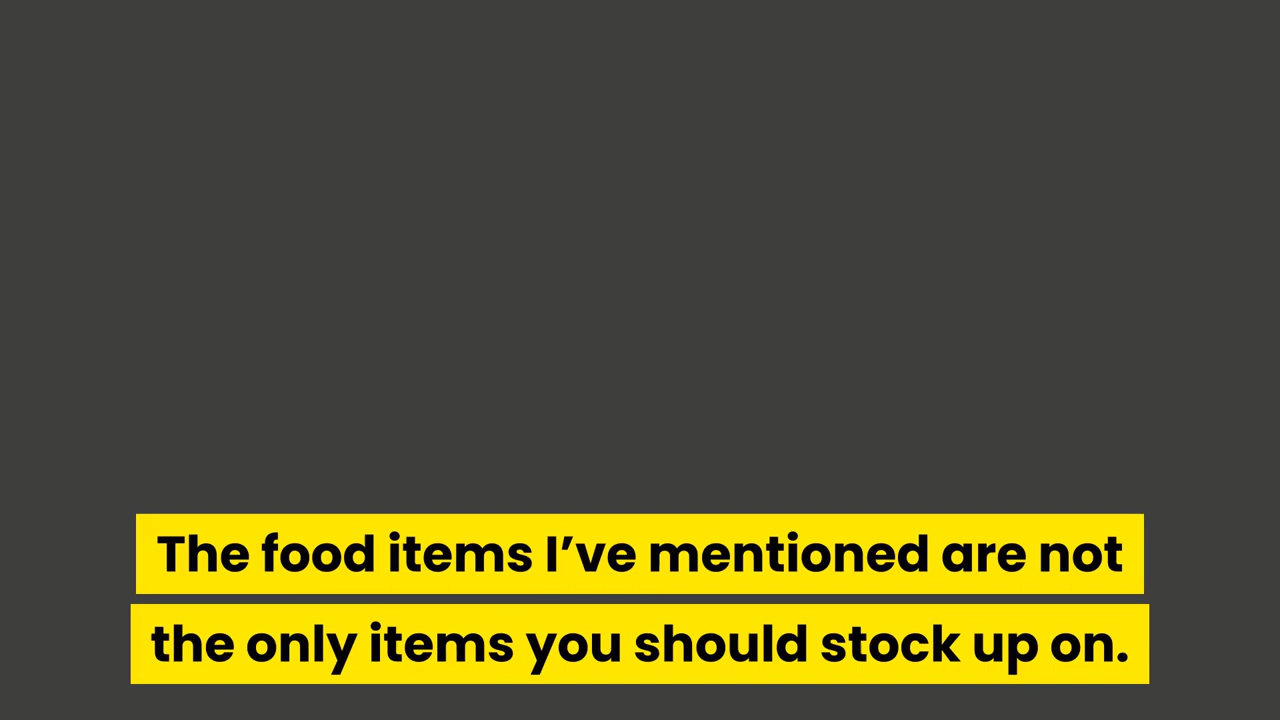 The food items I’ve mentioned are not
the only items you should stock up on.